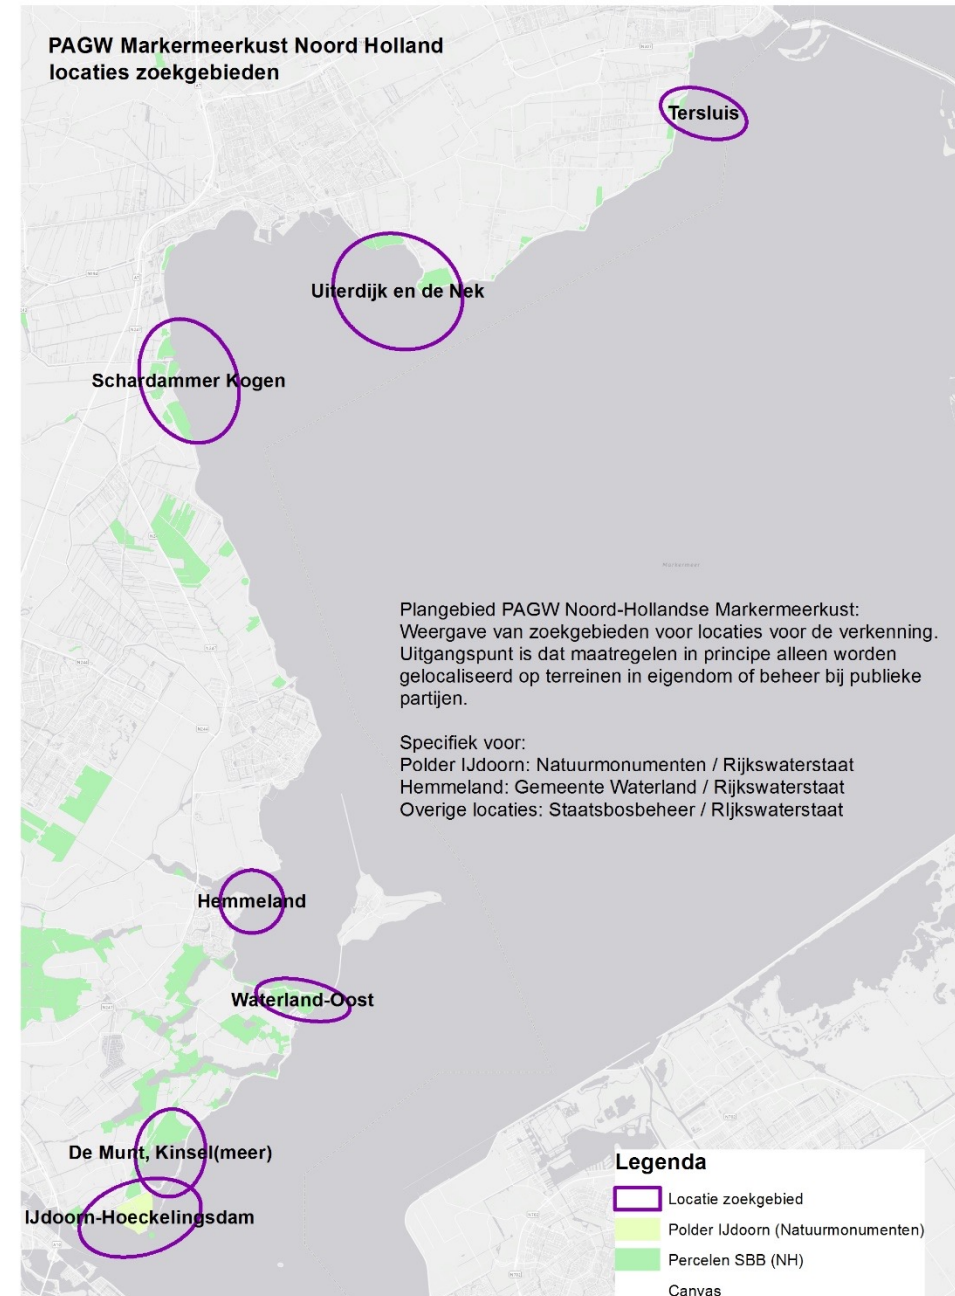 PAGW Markermeerkust Noord Holland
locaties zoekgebieden
Tersluis
Uiterdijk en de Nek
Schardammer Kogen
Markermeer
Plangebied PAGW Noord-Hollandse Markermeerkust:
Weergave van zoekgebieden voor locaties voor de verkenning.
Uitgangspunt is dat maatregelen in principe alleen worden
gelocaliseerd op terreinen in eigendom of beheer bij publieke
partijen.
Specifiek voor:
Polder IJdoorn: Natuurmonumenten / Rijkswaterstaat
Hemmeland: Gemeente Waterland / Rijkswaterstaat
Overige locaties: Staatsbosbeheer / RIjkswaterstaat
Hemmeland
Waterland-Oost
De Munt, Kinsel(meer)
IJdoorn-Hoeckelingsdam
Legenda
Locatie zoekgebied
Polder IJdoorn (Natuurmonumenten)
Percelen SBB (NH)
Canvas